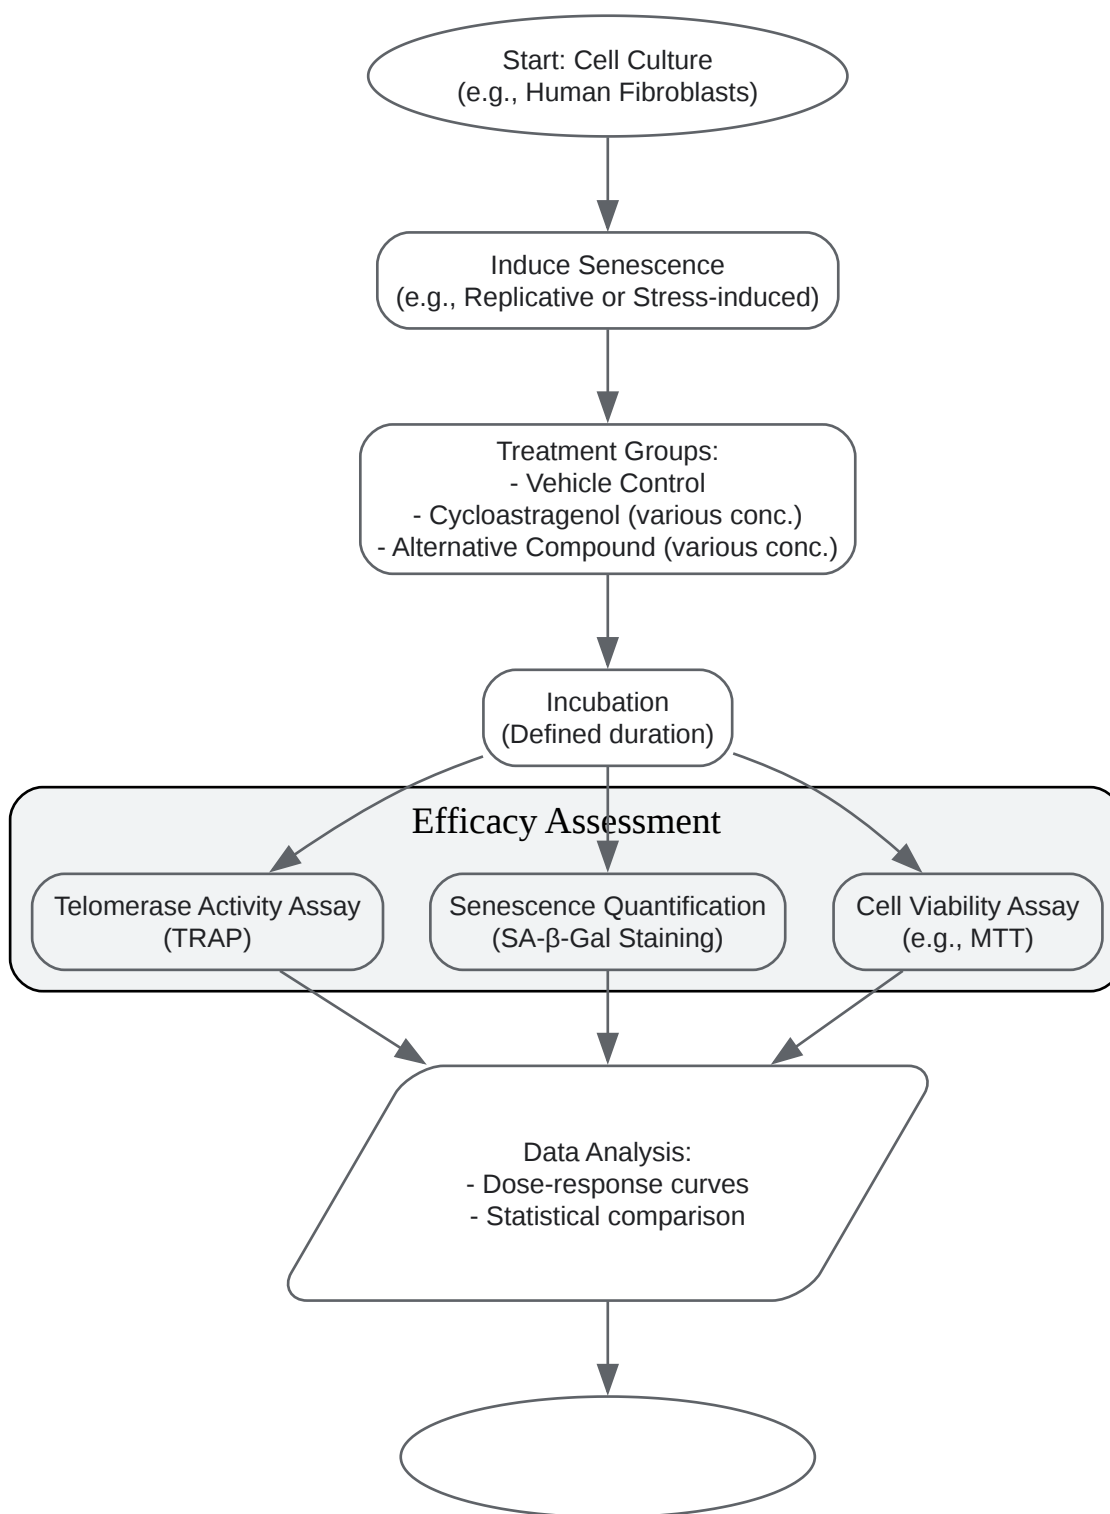 Start: Cell Culture
(e.g., Human Fibroblasts)
Induce Senescence
(e.g., Replicative or Stress-induced)
Treatment Groups:
- Vehicle Control
- Cycloastragenol (various conc.)
- Alternative Compound (various conc.)
Incubation
(Defined duration)
Efficacy Assessment
Telomerase Activity Assay
(TRAP)
Senescence Quantification
(SA-β-Gal Staining)
Cell Viability Assay
(e.g., MTT)
Data Analysis:
- Dose-response curves
- Statistical comparison